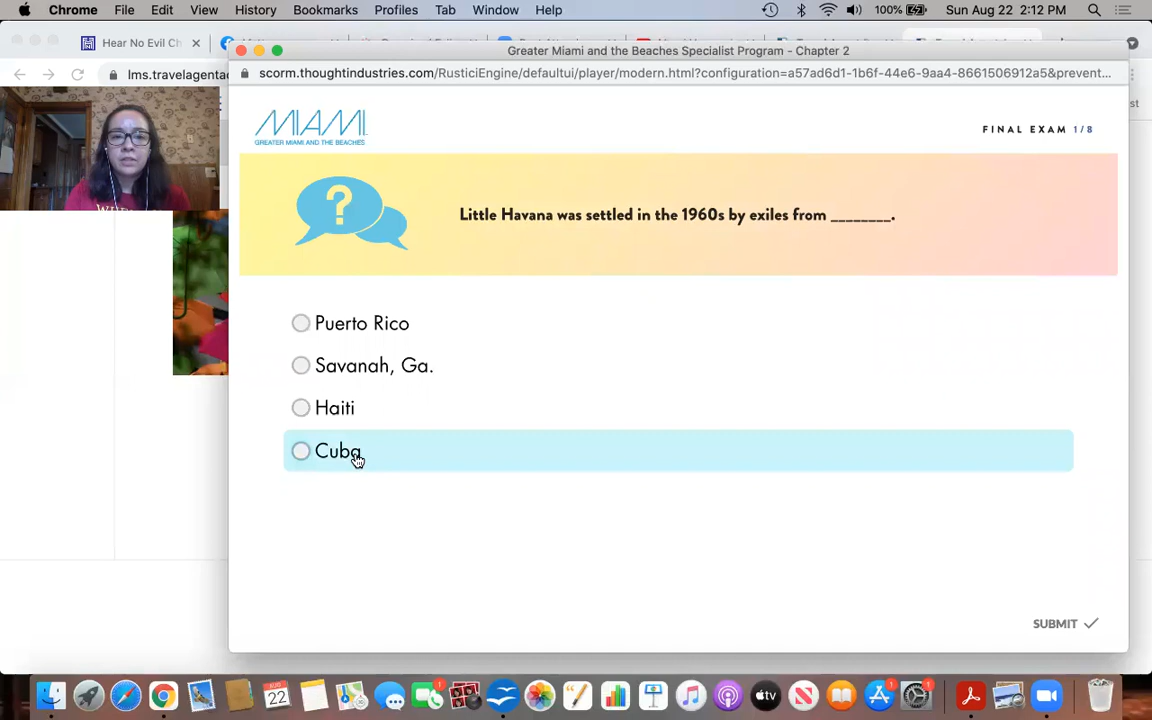 Chrome File Edit View History Bookmarks Profiles Tab Window Help 100% Sun Aug 22 2:12 PM
Hear No Evil Ch
Greater Miami and the Beaches Specialist Program - Chapter 2
lms.travelagentac
scorm.thoughtindustries.com/RusticiEngine/defaultui/player/modern.html?configuration=a57ad6d1-1b6f-44e6-9aa4-8661506912a5&prevent...
MIAMI
GREATER MIAMI AND THE BEACHES
FINAL EXAM 1/8
?
Little Havana was settled in the 1960s by exiles from ________.
Puerto Rico
Savanah, Ga.
Haiti
Cuba
SUBMIT